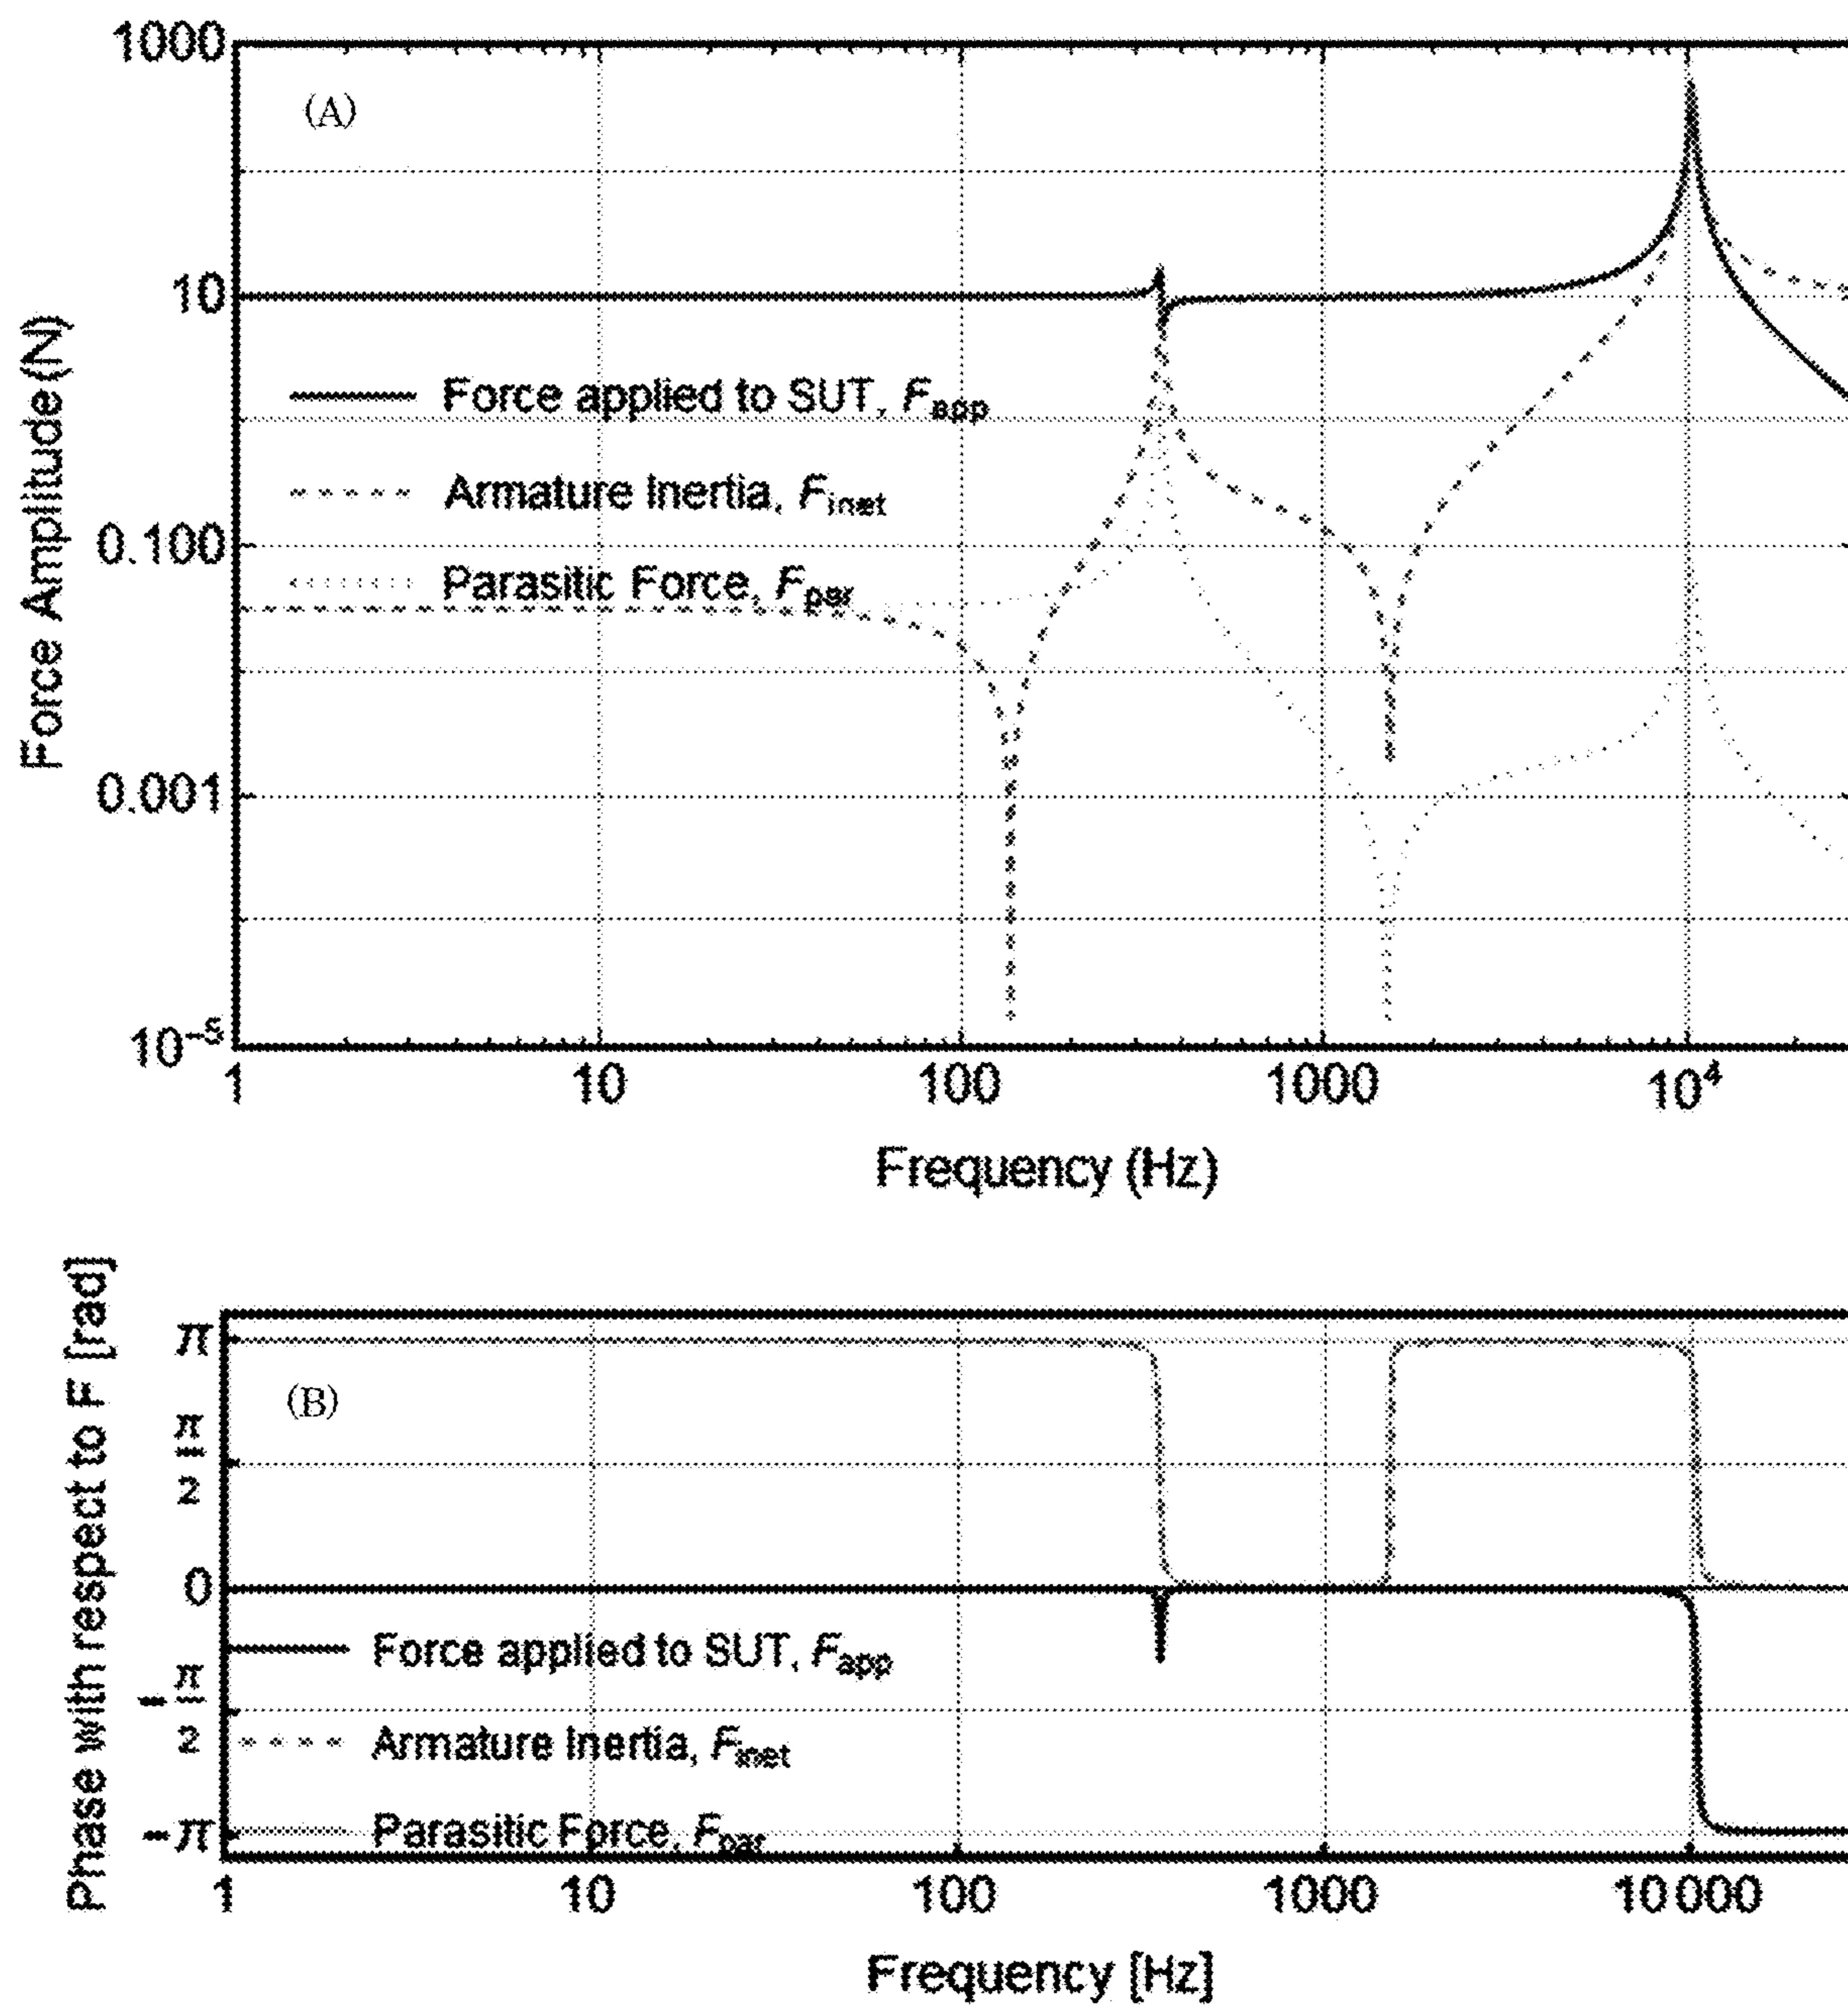 1000
(A)
10
Force applied to SUT, Fapp
Armature Inertia, Finet
0.100
Parasitic Force, Fpar
0.001
10⁻⁵
Force Amplitude (N)
1 10 100 1000 10⁴
Frequency (Hz)
π
(B)
π/2
0
Force applied to SUT, Fapp
-π/2
Armature Inertia, Finet
-π
Parasitic Force, Fpar
Phase with respect to F [rad]
1 10 100 1000 10 000
Frequency [Hz]